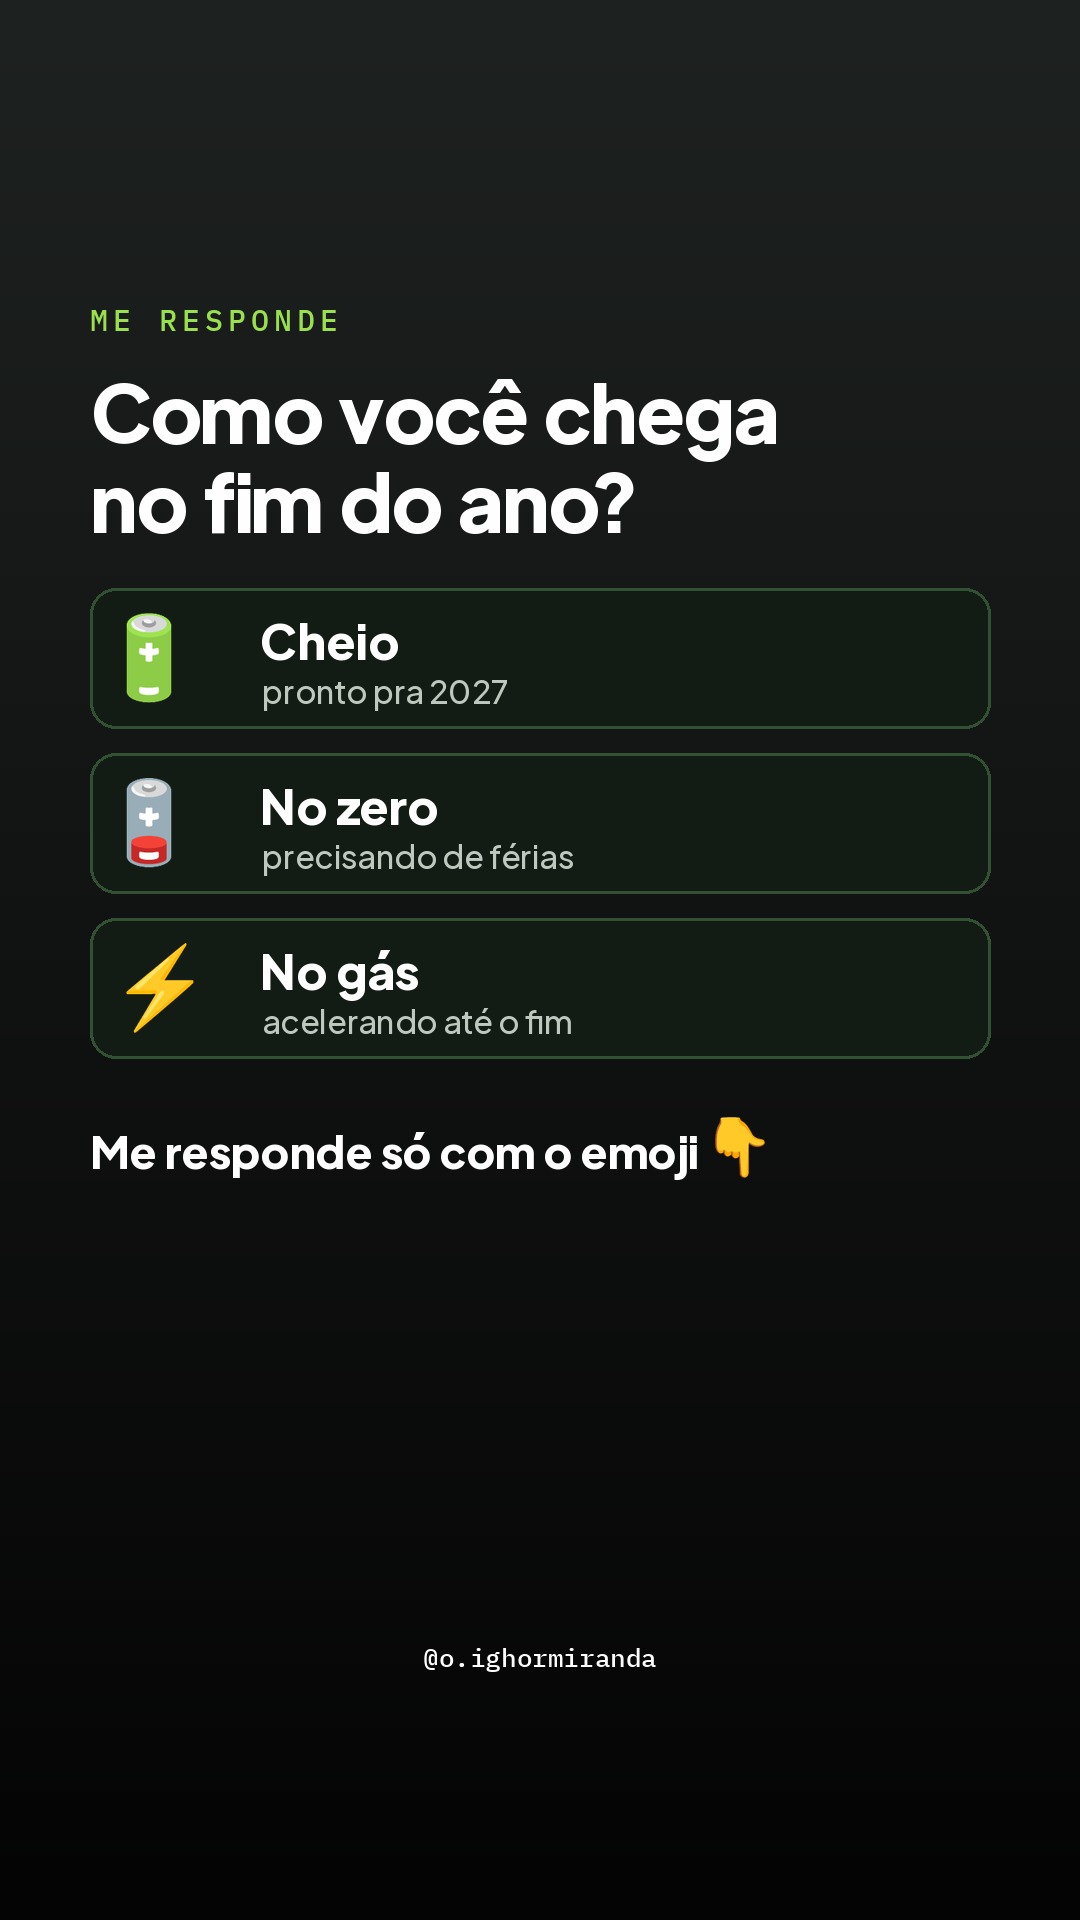 ME RESPONDE
Como você chega
no fim do ano?
Cheio
pronto pra 2027
No zero
precisando de férias
No gás
acelerando até o fim
Me responde só com o emoji 👇
@o.ighormiranda